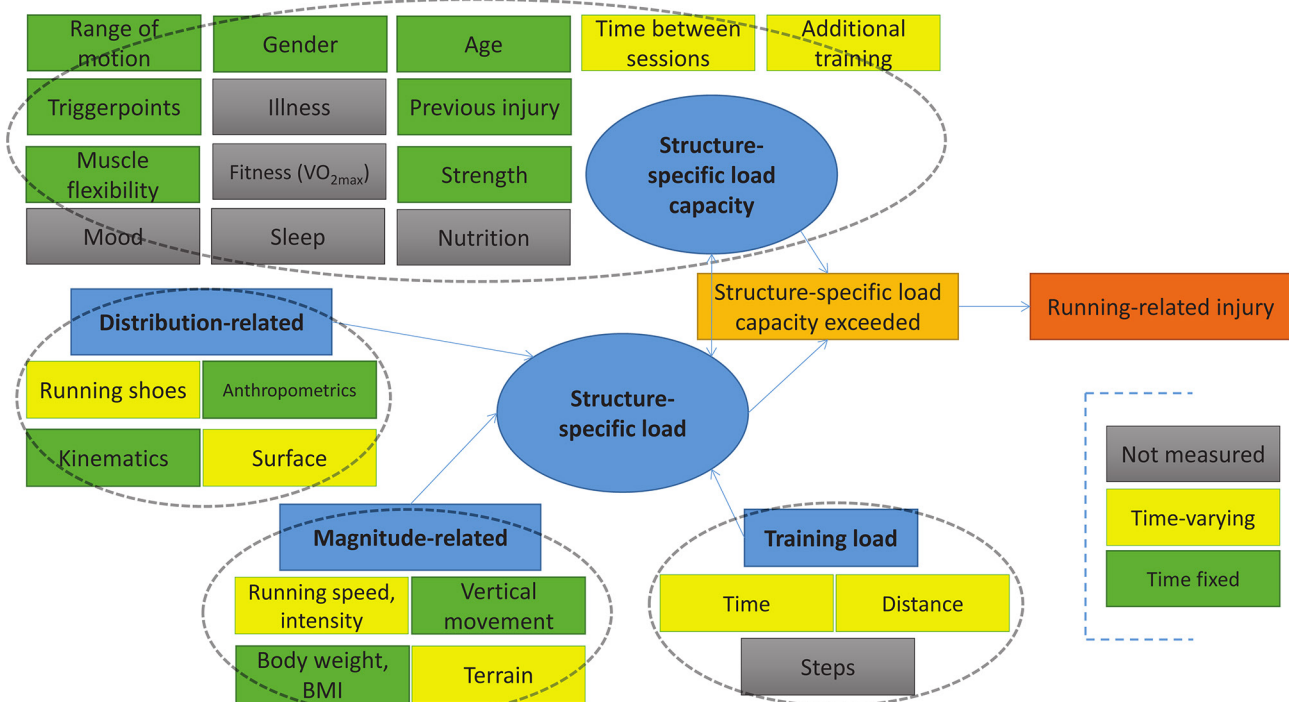 Range of
motion
Gender
Age
Time between
sessions
Additional
training
Triggerpoints
Illness
Previous injury
Muscle
flexibility
Fitness (VO2max)
Strength
Mood
Sleep
Nutrition
Structure-
specific load
capacity
Structure-specific load
capacity exceeded
Running-related injury
Distribution-related
Running shoes
Anthropometrics
Kinematics
Surface
Structure-
specific load
Magnitude-related
Running speed,
intensity
Vertical
movement
Body weight,
BMI
Terrain
Training load
Time
Distance
Steps
Not measured
Time-varying
Time fixed